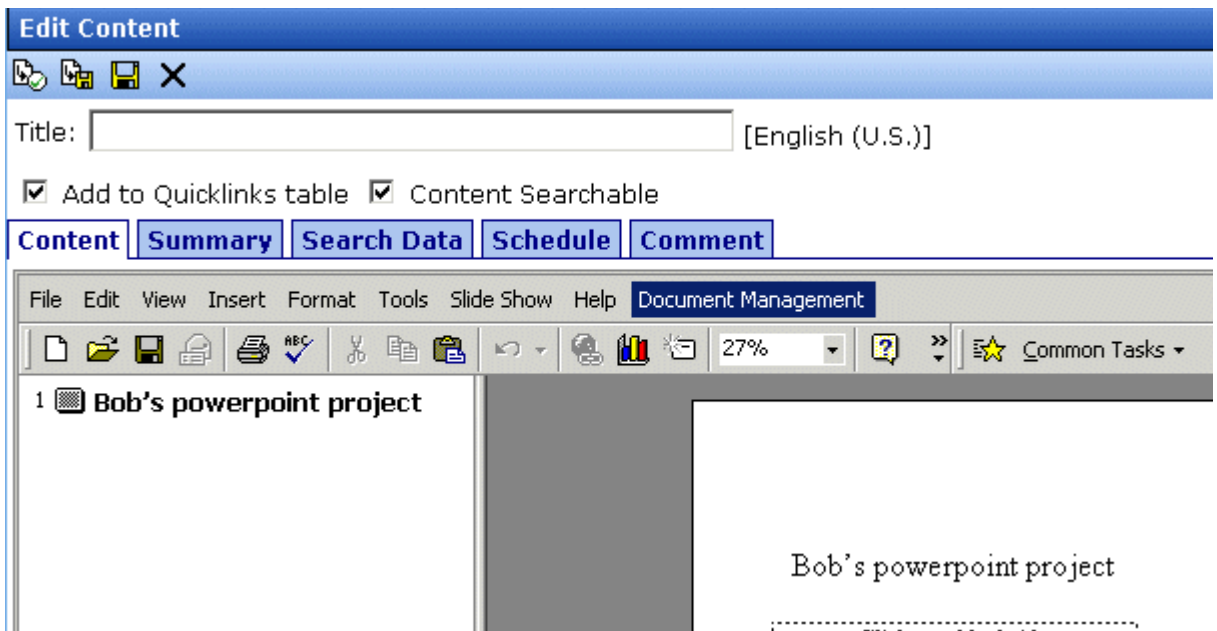 Edit Content
Title: [English (U.S.)]
Add to Quicklinks table Content Searchable
Content Summary Search Data Schedule Comment
File Edit View Insert Format Tools Slide Show Help Document Management
ABC 27% Common Tasks
1 Bob's powerpoint project
Bob's powerpoint project